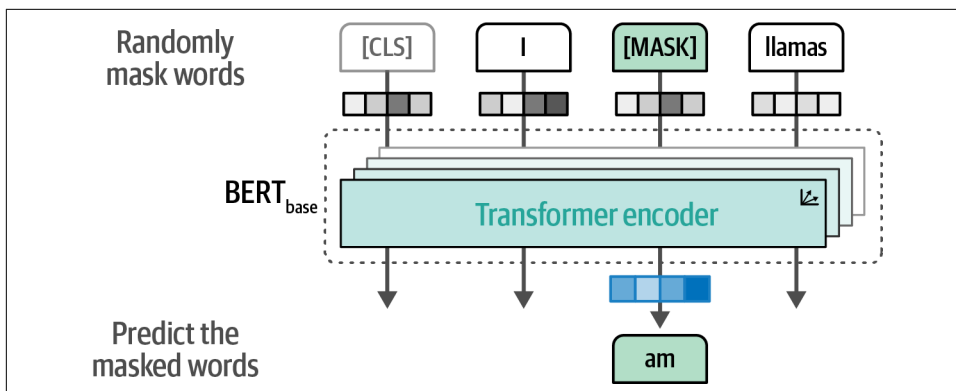 Randomly
mask words
[CLS]
I
[MASK]
llamas
BERTbase
Transformer encoder
Predict the
masked words
am